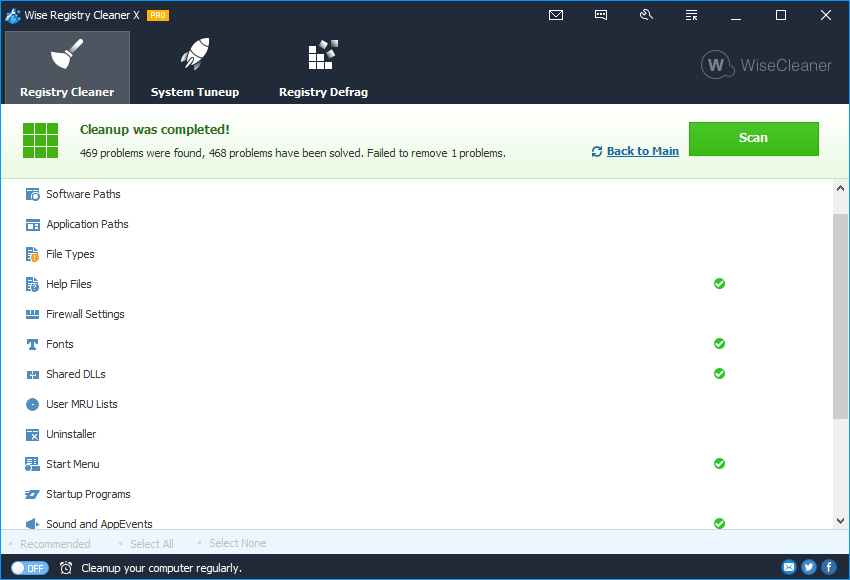 Wise Registry Cleaner X PRO
Registry Cleaner
System Tuneup
Registry Defrag
W WiseCleaner
Cleanup was completed!
469 problems were found, 468 problems have been solved. Failed to remove 1 problems.
Back to Main
Scan
Software Paths
Application Paths
File Types
Help Files
Firewall Settings
Fonts
Shared DLLs
User MRU Lists
Uninstaller
Start Menu
Startup Programs
Sound and AppEvents
Recommended
Select All
Select None
OFF
Cleanup your computer regularly.